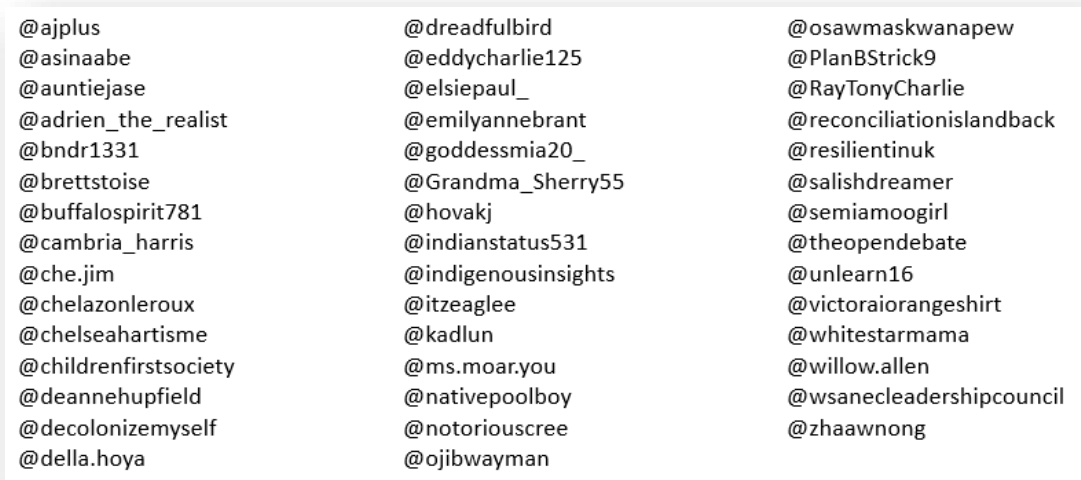 @ajplus
@asinaabe
@auntiejase
@adrien_the_realist
@bndr1331
@brettstoise
@buffalospirit781
@cambria_harris
@che.jim
@chelazonleroux
@chelseahartisme
@childrenfirstsociety
@deannehupfield
@decolonizemyself
@della.hoya
@dreadfulbird
@eddycharlie125
@elsiepaul_
@emilyannebrant
@goddessmia20_
@Grandma_Sherry55
@hovakj
@indianstatus531
@indigenousinsights
@itzeaglee
@kadlun
@ms.moar.you
@nativepoolboy
@notoriouscree
@ojibwayman
@osawmaskwanapew
@PlanBStrick9
@RayTonyCharlie
@reconciliationislandback
@resilientinuk
@salishdreamer
@semiamoogirl
@theopendebate
@unlearn16
@victoraiorangeshirt
@whitestarmama
@willow.allen
@wsanecleadershipcouncil
@zhaawnong